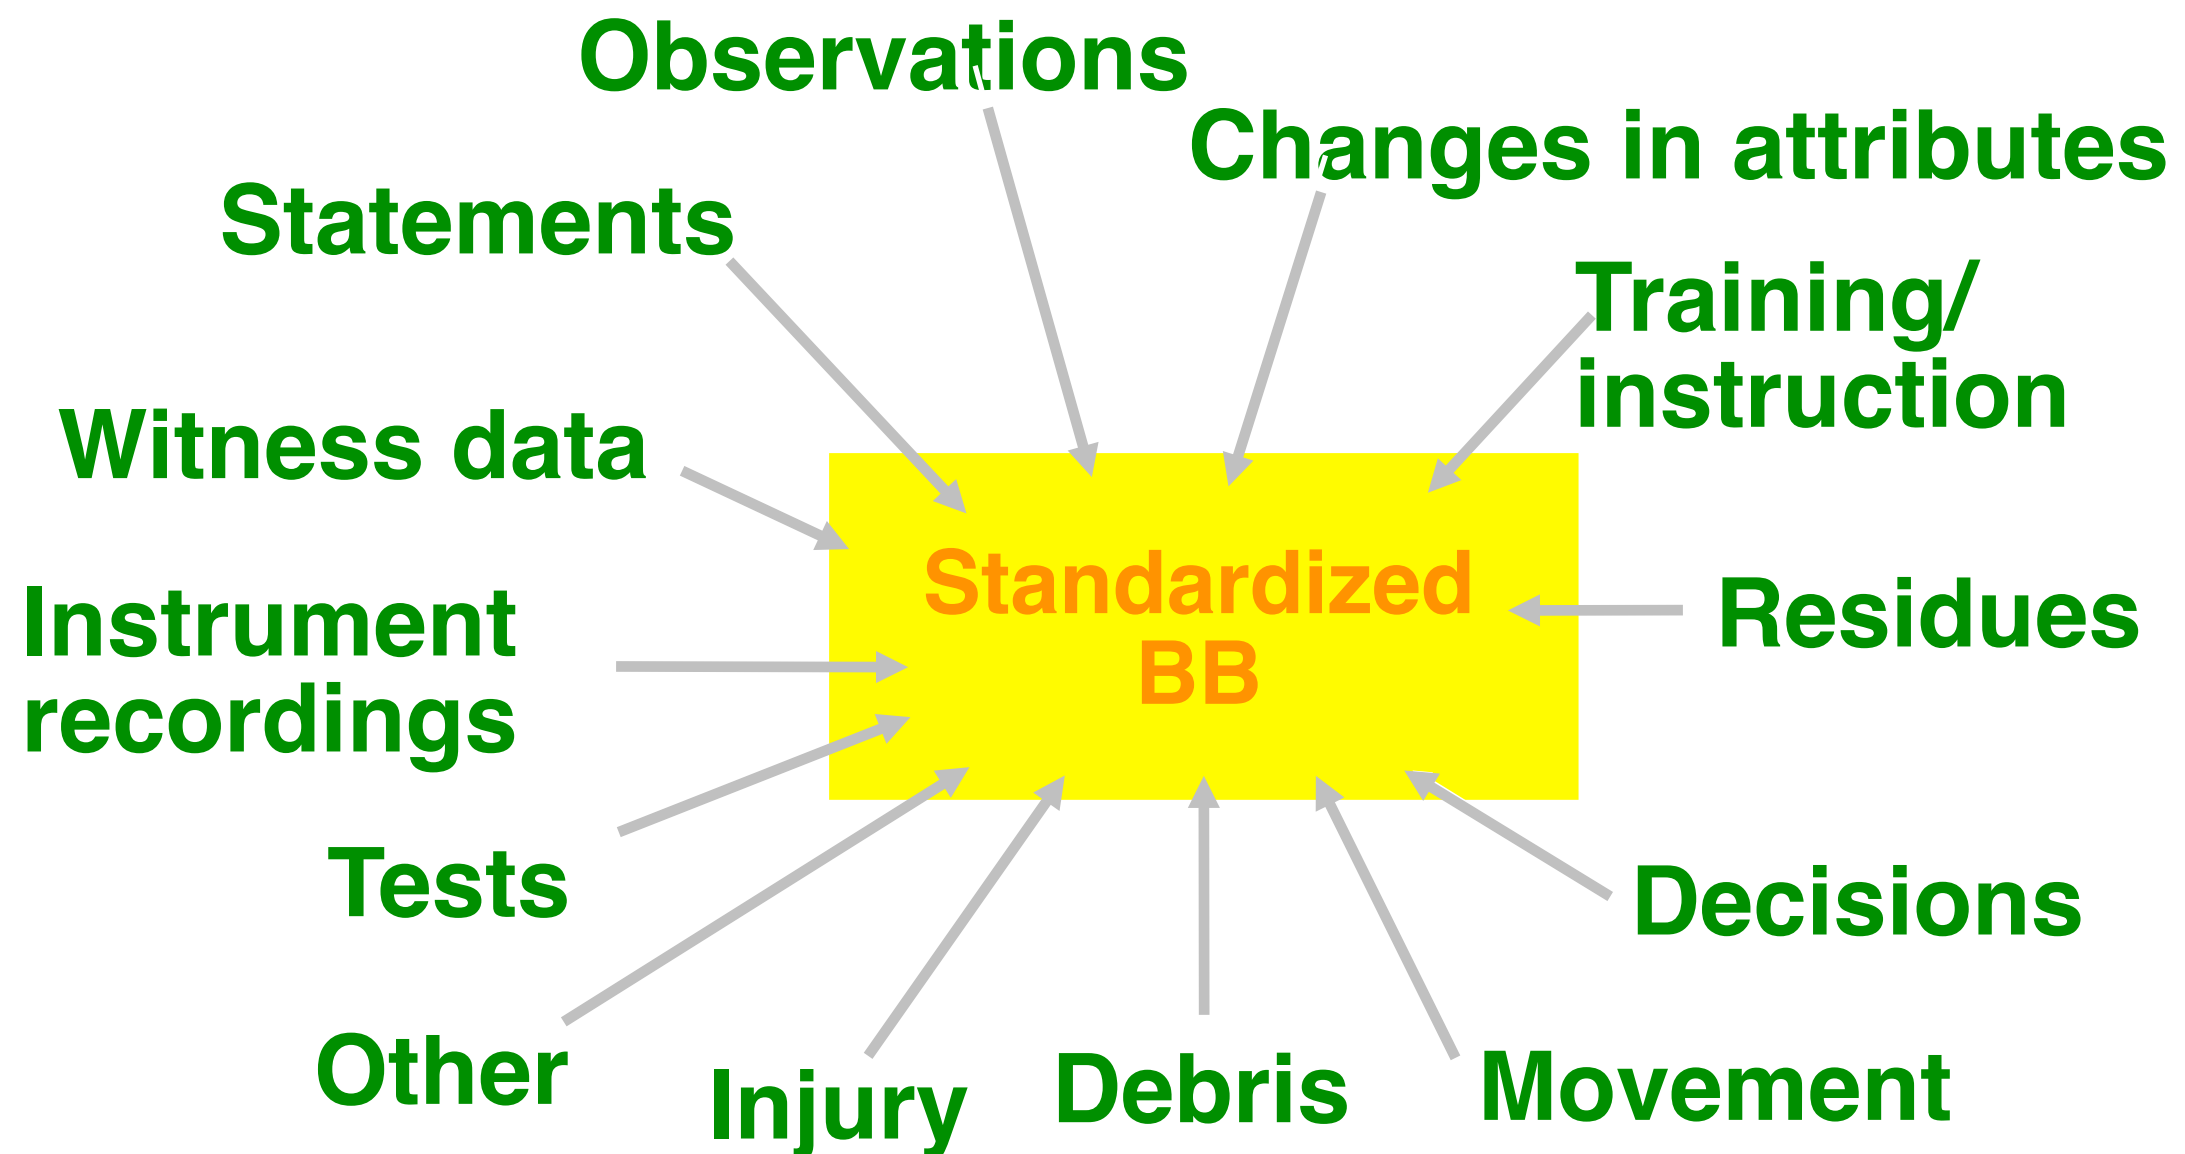 Observations
Changes in attributes
Statements
Training/
instruction
Witness data
Standardized
BB
Instrument
recordings
Residues
Tests
Decisions
Other
Injury
Debris
Movement